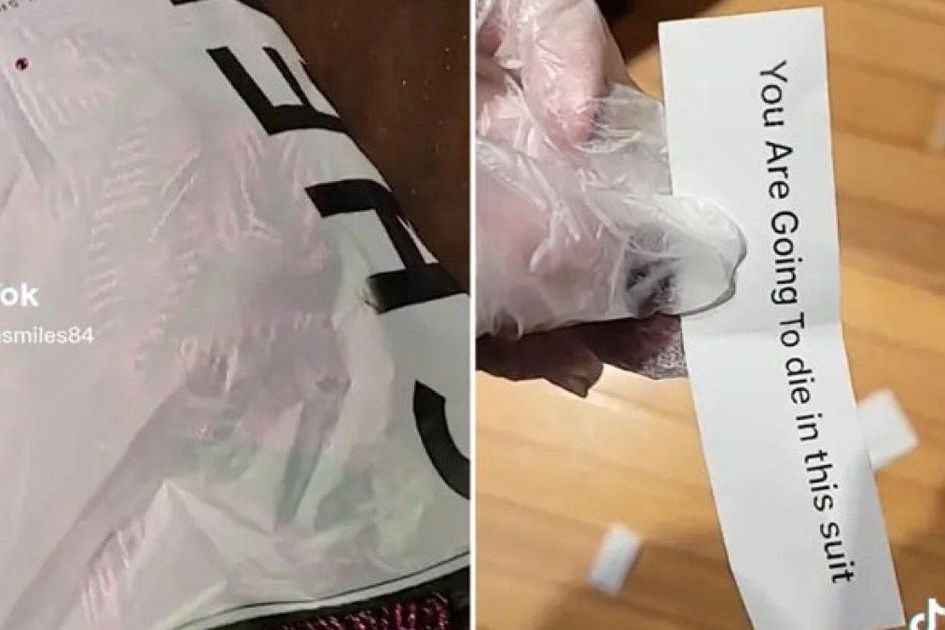 ok
smiles84
You Are Going To die in this suit